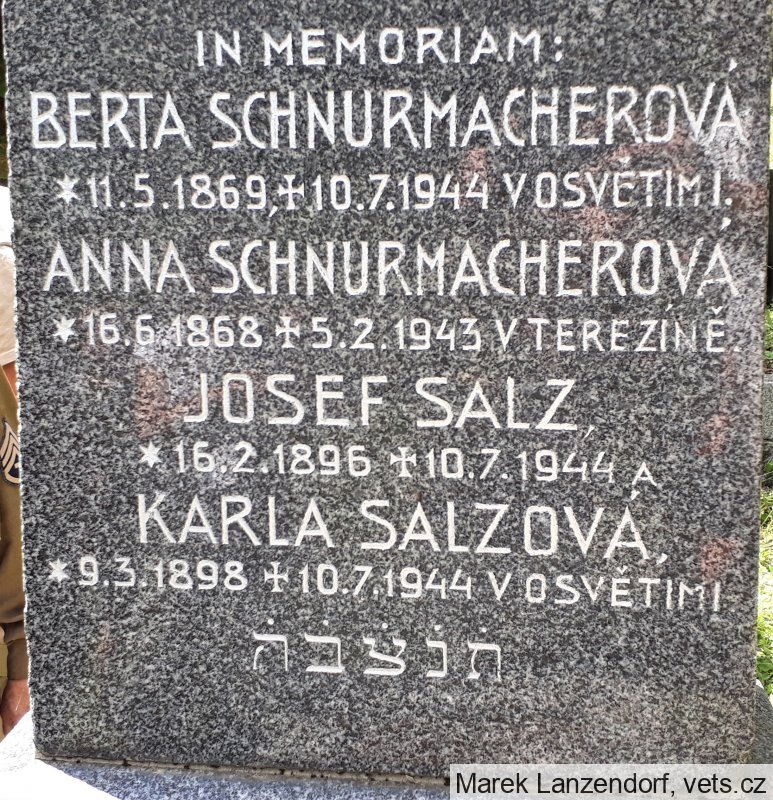 IN MEMORIAM:
BERTA SCHNURMACHEROVÁ,
*11.5.1869,+10.7.1944 V OSVĚTIMI.
ANNA SCHNURMACHEROVÁ,
*16.6.1868 +5.2.1943 V TEREZÍNĚ.
JOSEF SALZ,
*16.2.1896 +10.7.1944 A
KARLA SALZOVÁ,
*9.3.1898 +10.7.1944 V OSVĚTIMI.
ת̇נ̇צ̇ב̇ה̇
Marek Lanzendorf, vets.cz